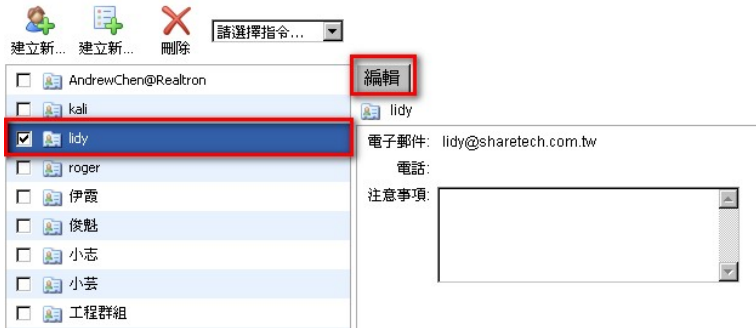 建立新...
建立新...
刪除
請選擇指令...
AndrewChen@Realtron
kali
lidy
roger
伊霞
俊魁
小志
小芸
工程群組
編輯
lidy
電子郵件: lidy@sharetech.com.tw
電話:
注意事項: